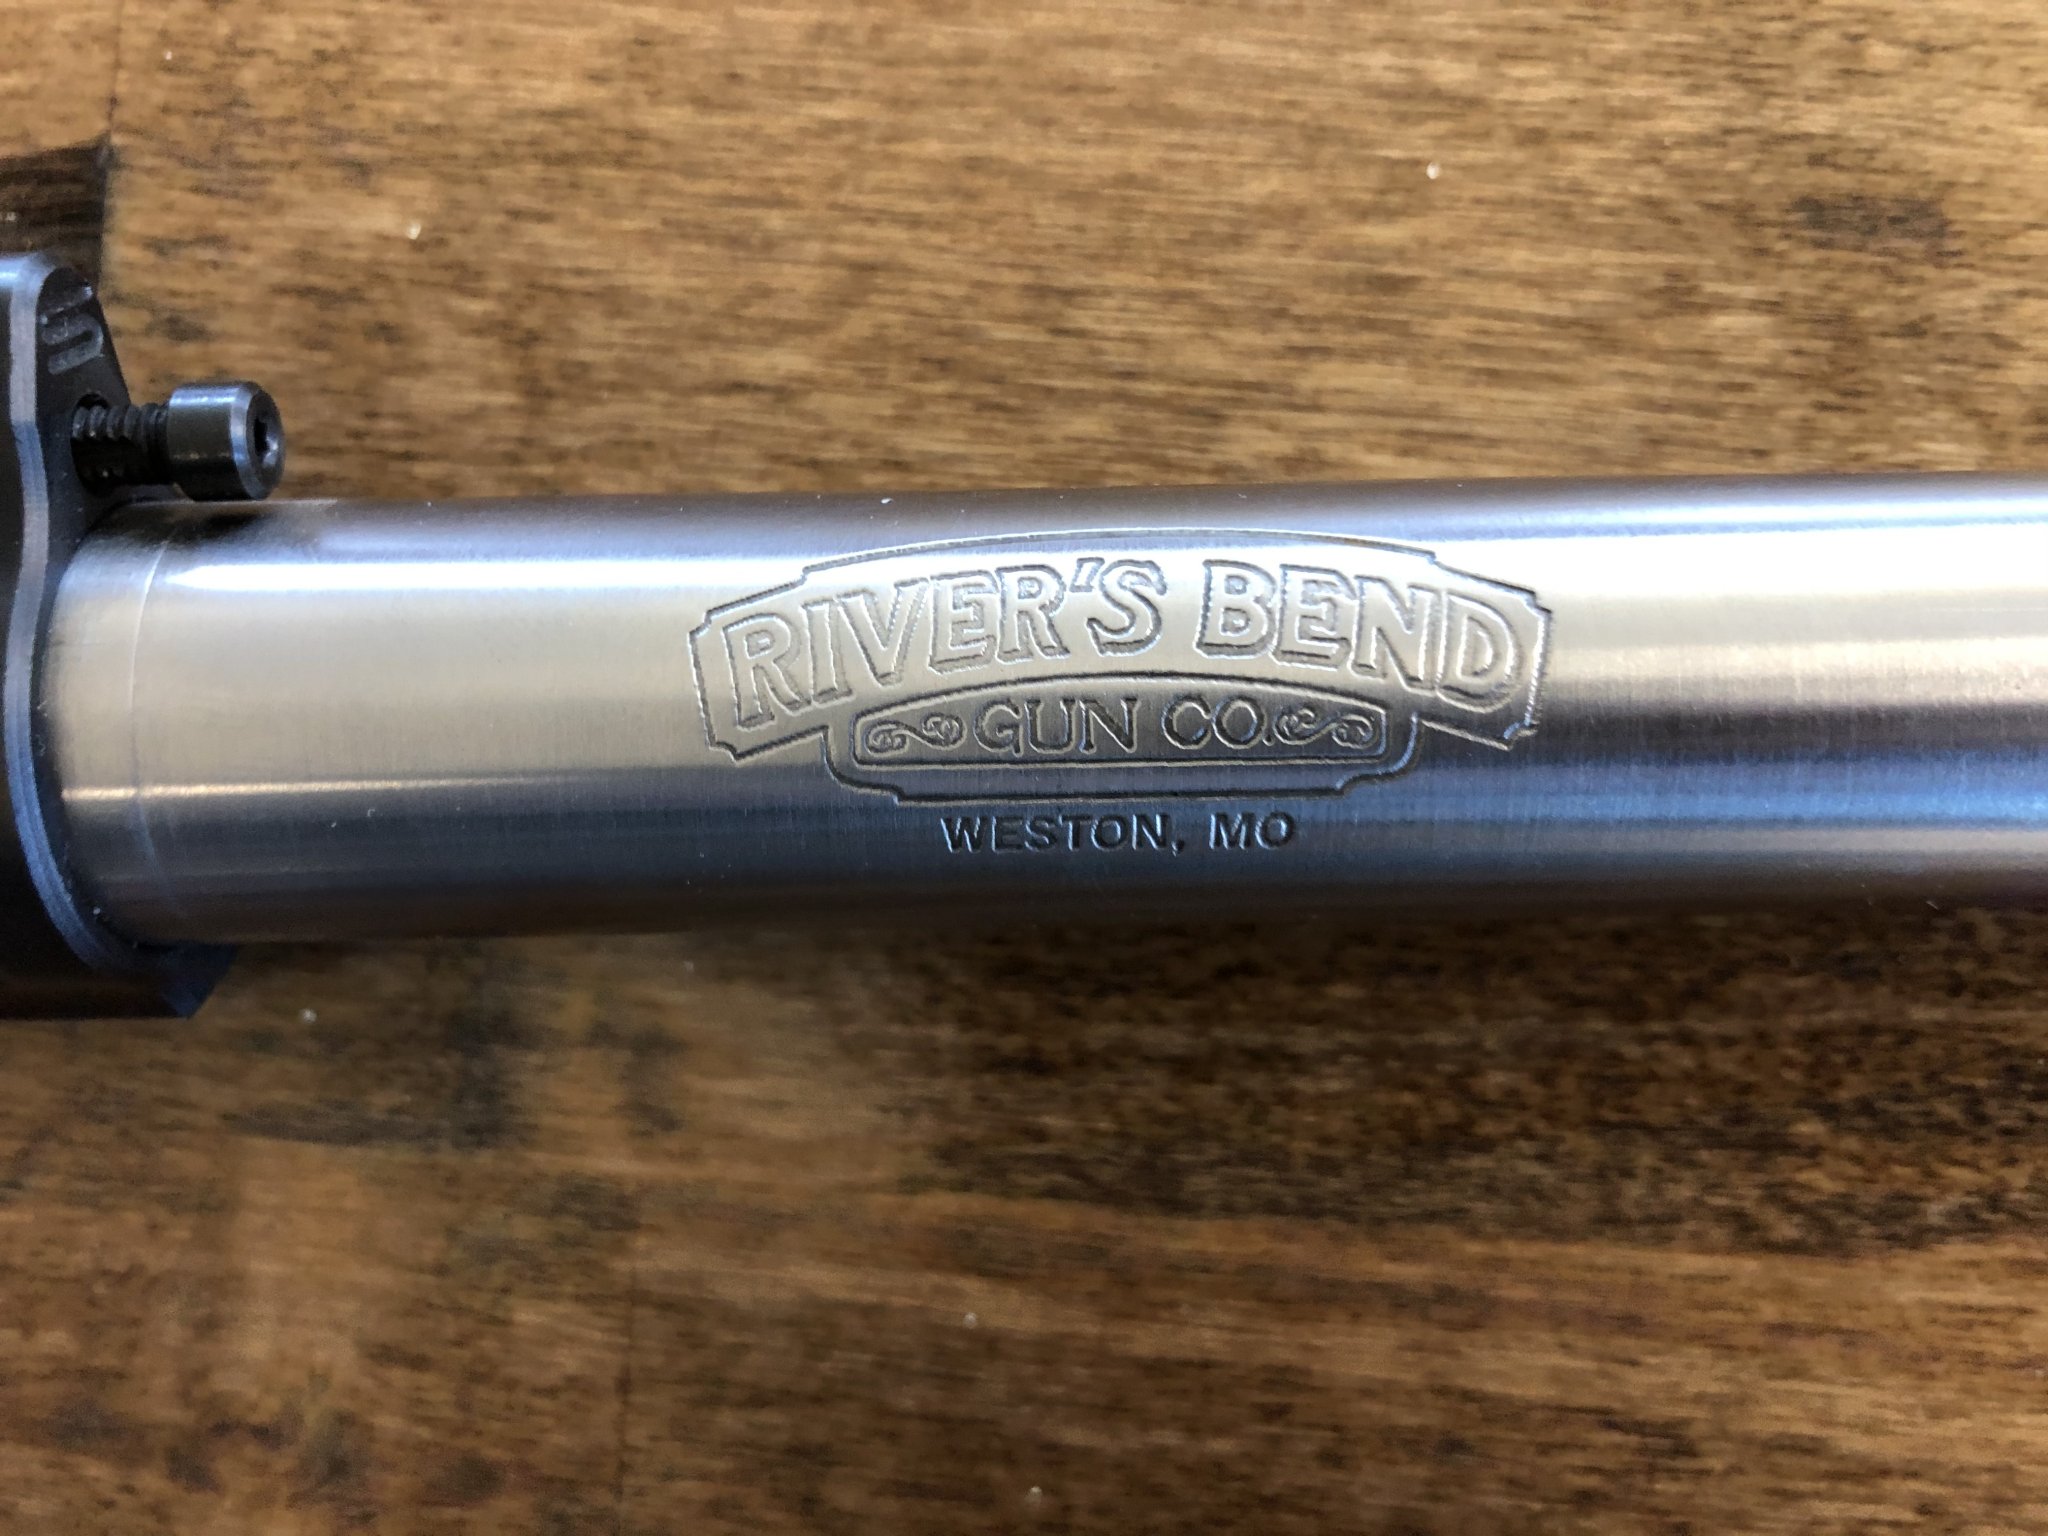 RIVER'S BEND
GUN CO.
WESTON, MO